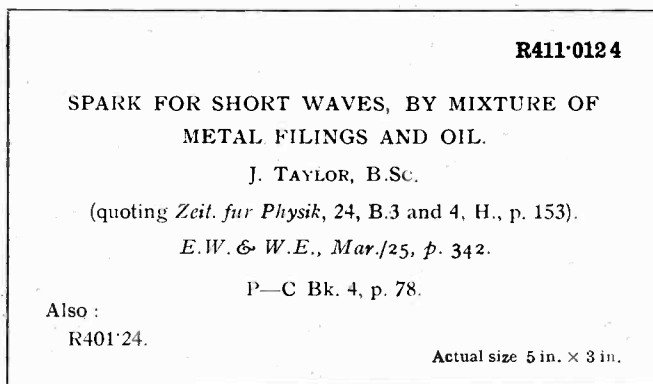 R411·0124
SPARK FOR SHORT WAVES, BY MIXTURE OF
METAL FILINGS AND OIL.
J. TAYLOR, B.Sc.
(quoting Zeit. fur Physik, 24, B.3 and 4, H., p. 153).
E.W. & W.E., Mar./25, p. 342.
P—C Bk. 4, p. 78.
Also :
R401·24.
Actual size 5 in. × 3 in.